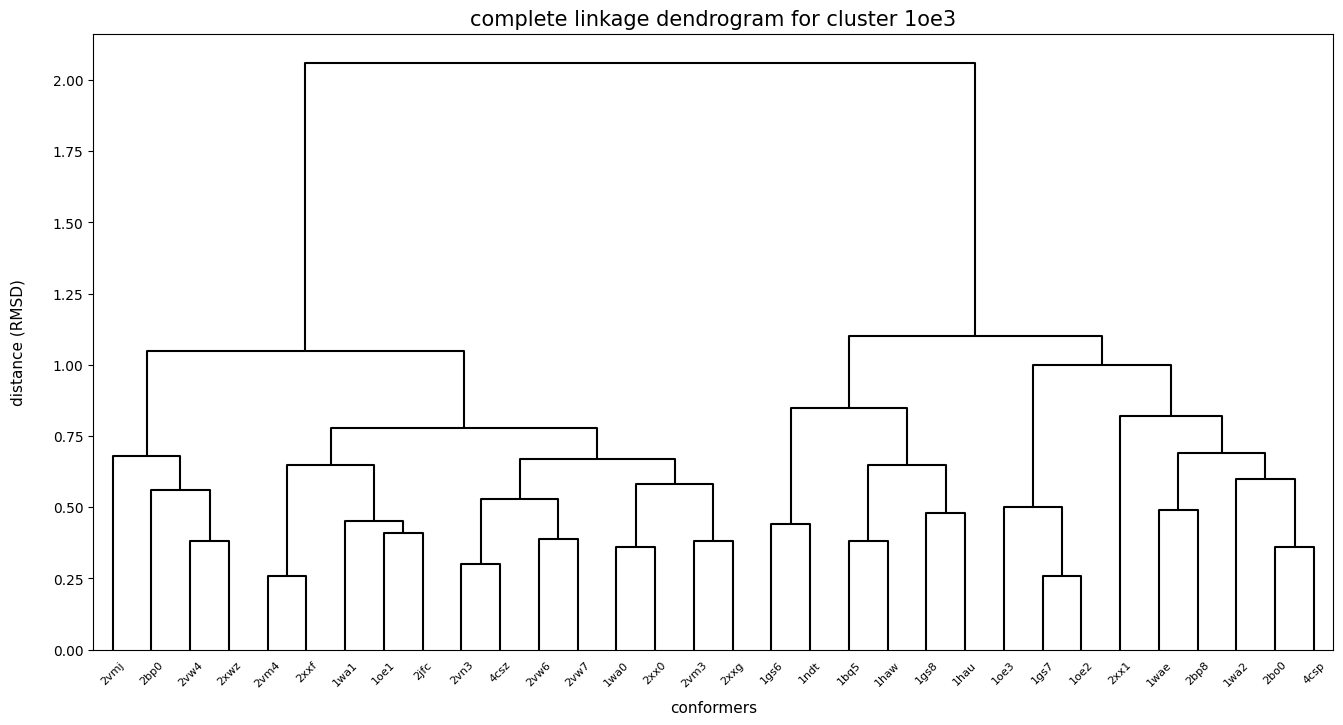 complete linkage dendrogram for cluster 1oe3
2.00
1.75
1.50
1.25
1.00
0.75
0.50
0.25
0.00
distance (RMSD)
2vmj 2bp0 2vw4 2xwz 2vm4 2xxf 1wa1 1oe1 2jfc 2vn3 4csz 2vw6 2vw7 1wa0 2xx0 2vm3 2xxg 1gs6 1ndt 1bq5 1haw 1gs8 1hau 1oe3 1gs7 1oe2 2xx1 1wae 2bp8 1wa2 2bo0 4csp
conformers